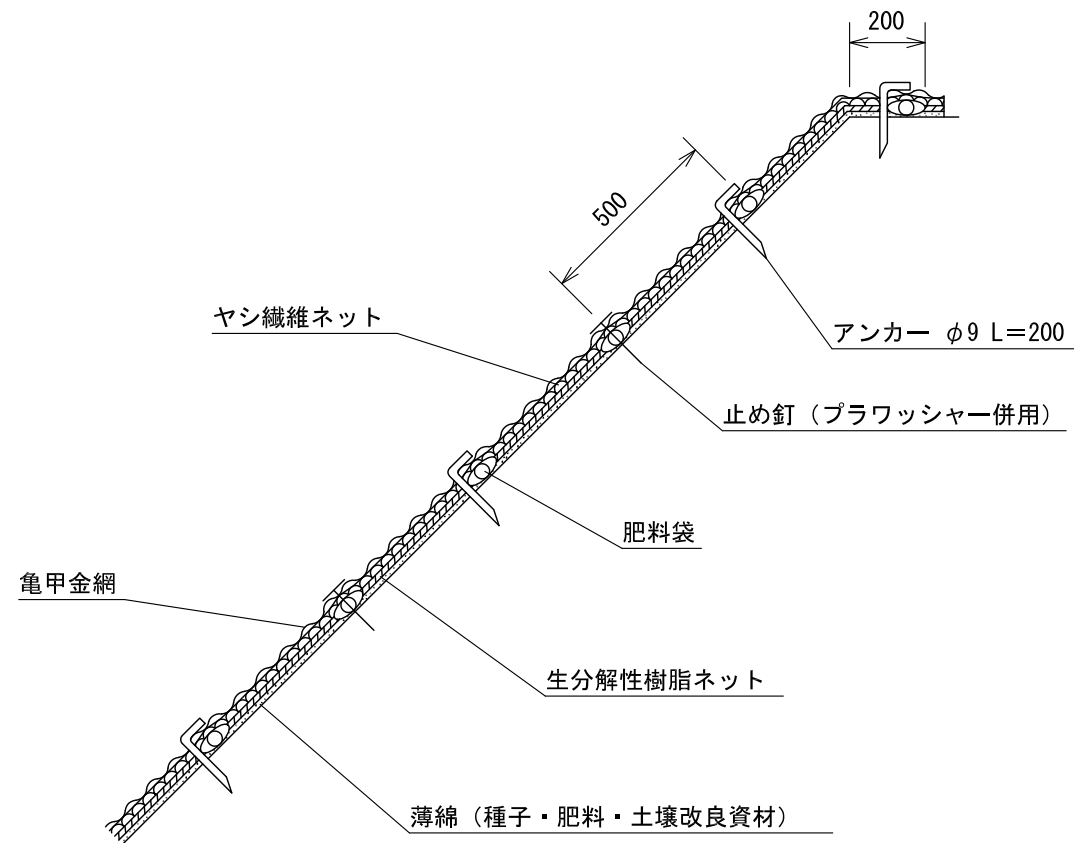 200
500
ヤシ繊維ネット
アンカー φ9 L=200
止め釘（プラワッシャー併用）
肥料袋
亀甲金網
生分解性樹脂ネット
薄綿（種子・肥料・土壌改良資材）